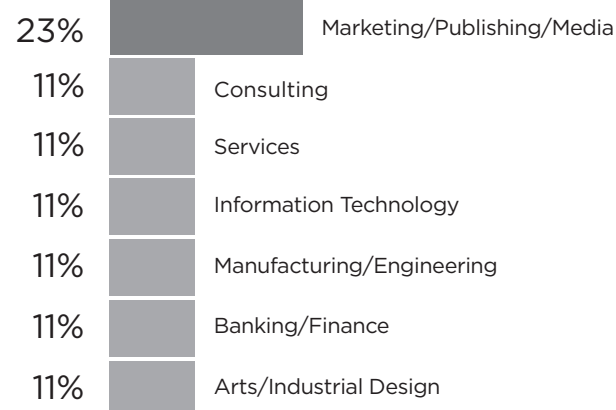 23% Marketing/Publishing/Media
11% Consulting
11% Services
11% Information Technology
11% Manufacturing/Engineering
11% Banking/Finance
11% Arts/Industrial Design